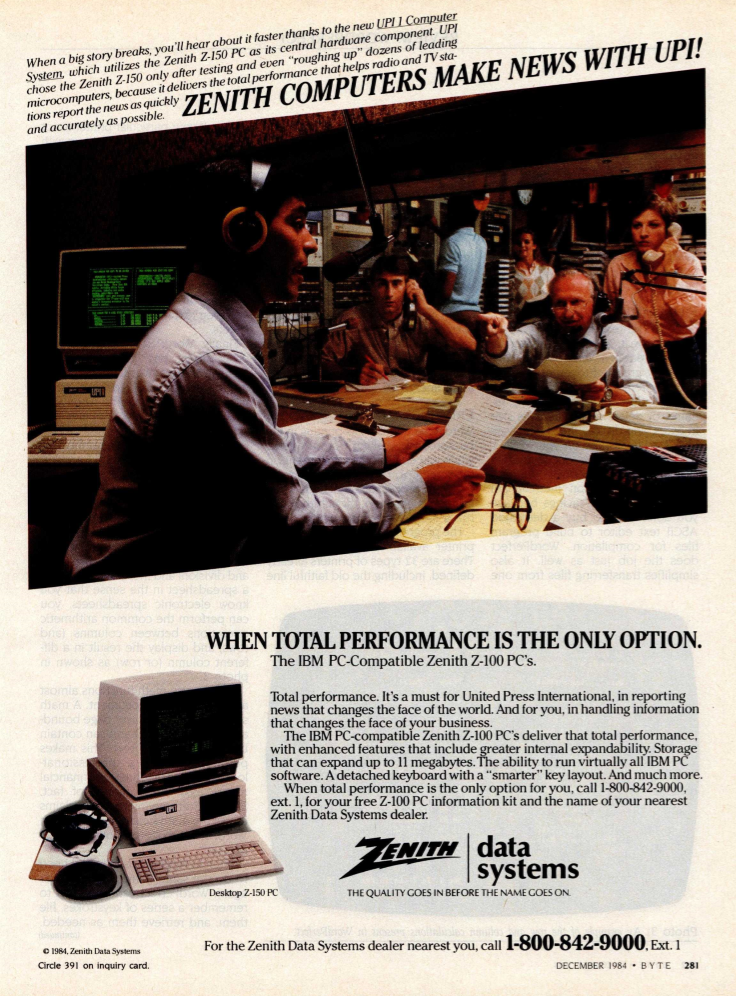 When a big story breaks, you'll hear about it faster thanks to the new UPI 1 Computer
System, which utilizes the Zenith Z-150 PC as its central hardware component. UPI
chose the Zenith Z-150 only after testing and even "roughing up" dozens of leading
microcomputers, because it delivers the total performance that helps radio and TV sta-
tions report the news as quickly
and accurately as possible.
ZENITH COMPUTERS MAKE NEWS WITH UPI!
UPI
WHEN TOTAL PERFORMANCE IS THE ONLY OPTION.
The IBM PC-Compatible Zenith Z-100 PC's.
Total performance. It's a must for United Press International, in reporting
news that changes the face of the world. And for you, in handling information
that changes the face of your business.
The IBM PC-compatible Zenith Z-100 PC's deliver that total performance,
with enhanced features that include greater internal expandability. Storage
that can expand up to 11 megabytes. The ability to run virtually all IBM PC
software. A detached keyboard with a "smarter" key layout. And much more.
When total performance is the only option for you, call 1-800-842-9000,
ext. 1, for your free Z-100 PC information kit and the name of your nearest
Zenith Data Systems dealer.
UPI
Desktop Z-150 PC
ZENITH data
systems
THE QUALITY GOES IN BEFORE THE NAME GOES ON.
© 1984, Zenith Data Systems
For the Zenith Data Systems dealer nearest you, call 1-800-842-9000, Ext. 1
Circle 391 on inquiry card.
DECEMBER 1984 • BYTE 281